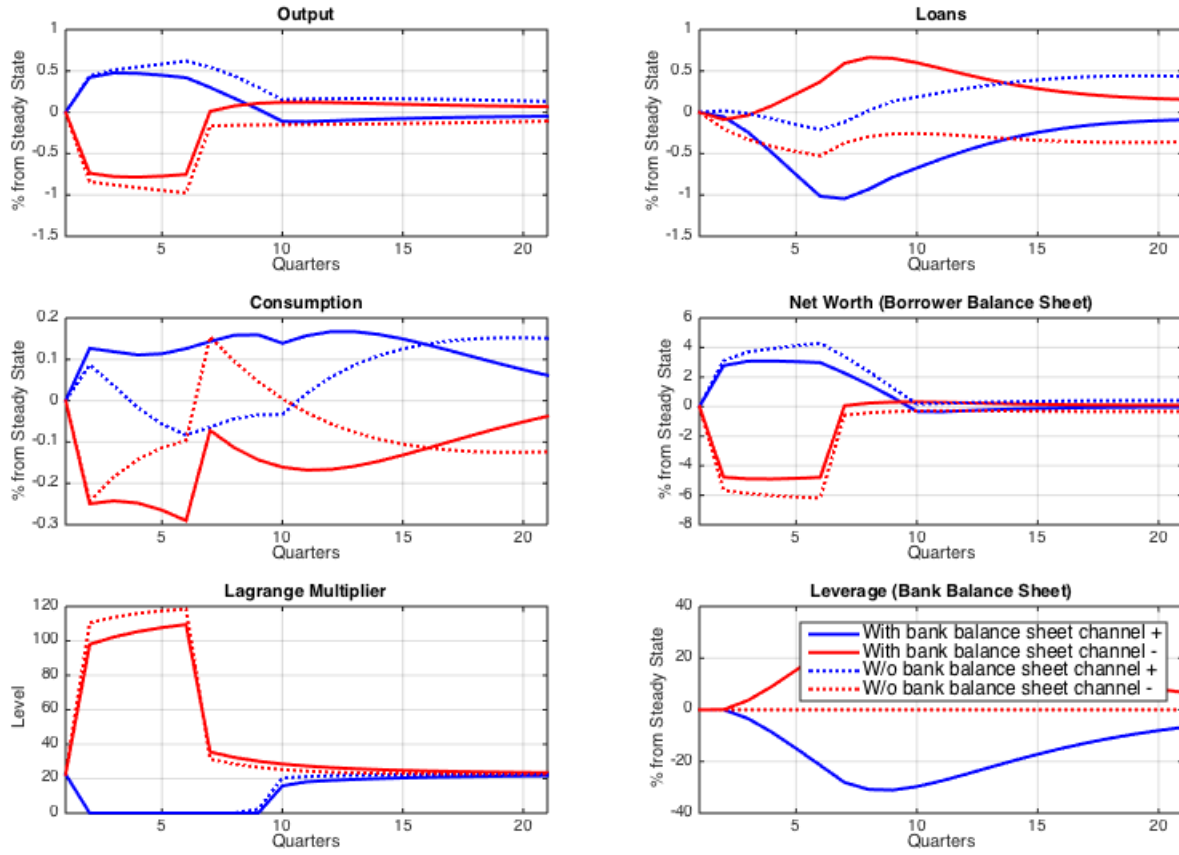 Output
% from Steady State
1
0.5
0
-0.5
-1
-1.5
5
10
15
20
Quarters
Loans
% from Steady State
1
0.5
0
-0.5
-1
-1.5
5
10
15
20
Quarters
Consumption
% from Steady State
0.2
0.1
0
-0.1
-0.2
-0.3
5
10
15
20
Quarters
Net Worth (Borrower Balance Sheet)
% from Steady State
6
4
2
0
-2
-4
-6
-8
5
10
15
20
Quarters
Lagrange Multiplier
Level
120
100
80
60
40
20
0
5
10
15
20
Quarters
Leverage (Bank Balance Sheet)
% from Steady State
40
20
0
-20
-40
With bank balance sheet channel +
With bank balance sheet channel -
W/o bank balance sheet channel +
W/o bank balance sheet channel -
5
10
15
20
Quarters